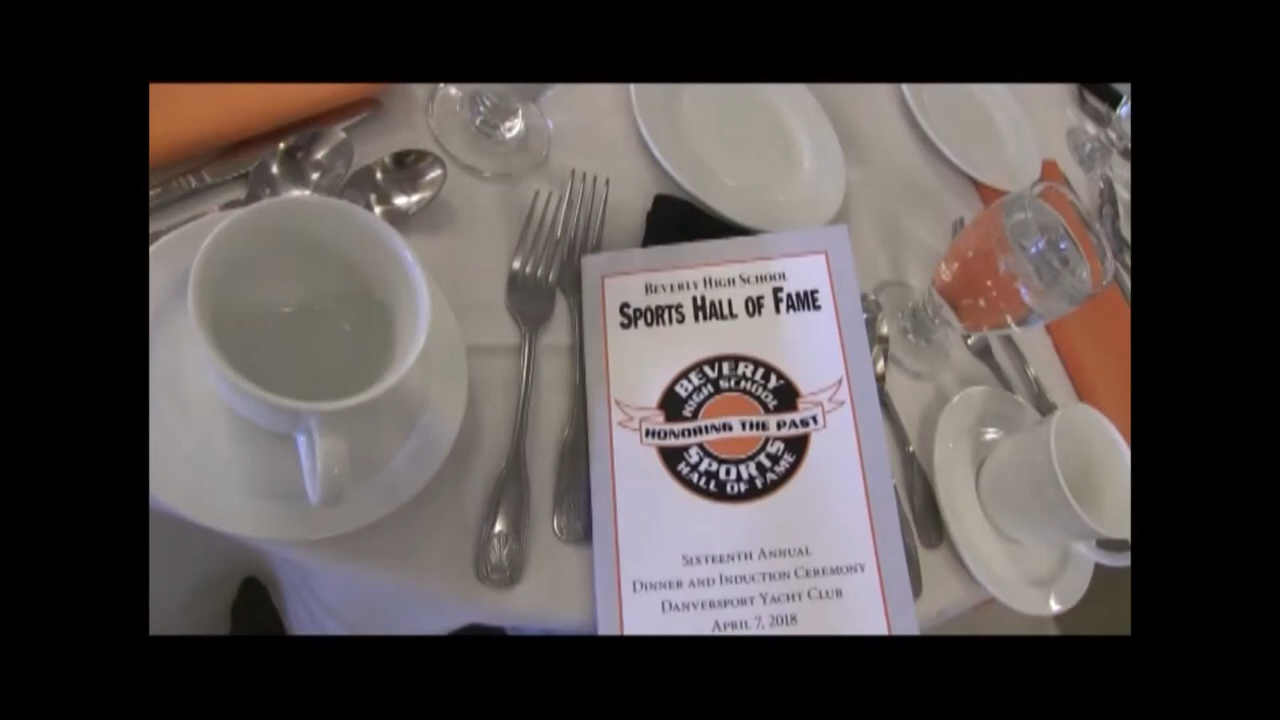 Beverly High School
Sports Hall of Fame
BEVERLY
HIGH SCHOOL
HONORING THE PAST
SPORTS
HALL OF FAME
Sixteenth Annual
Dinner and Induction Ceremony
Danversport Yacht Club
April 7, 2018